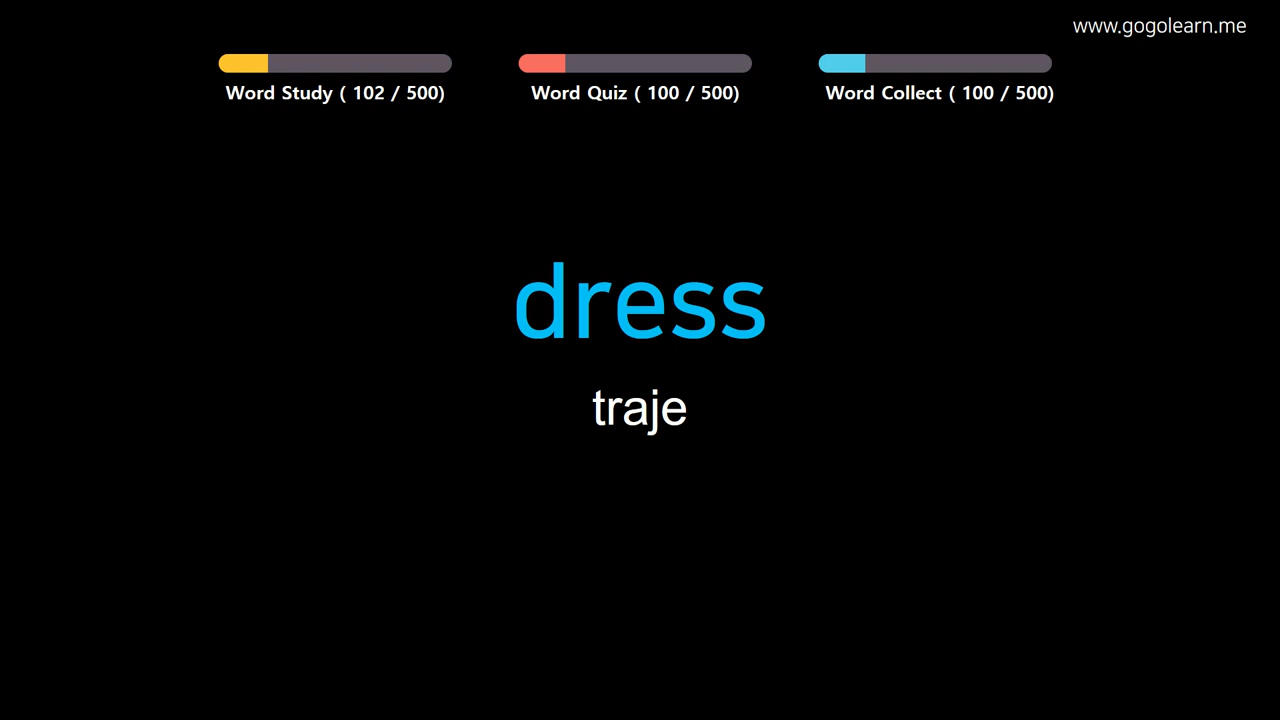 www.gogolearn.me
Word Study ( 102 / 500)
Word Quiz ( 100 / 500)
Word Collect ( 100 / 500)
dress
traje